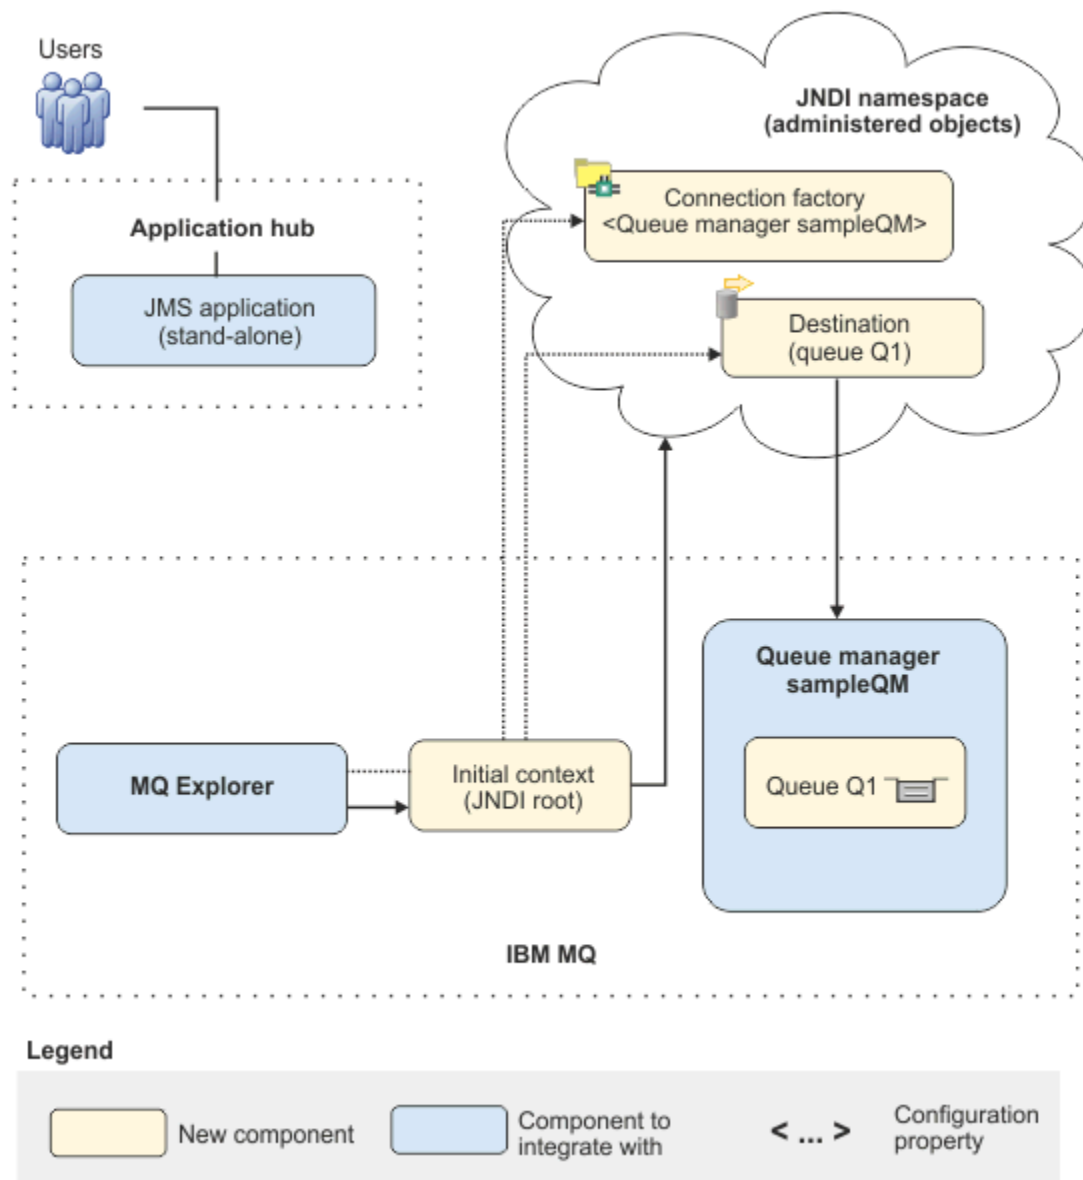 Users
JNDI namespace
(administered objects)
Connection factory
<Queue manager sampleQM>
Application hub
JMS application
(stand-alone)
Destination
(queue Q1)
Queue manager
sampleQM
MQ Explorer
Initial context
(JNDI root)
Queue Q1
IBM MQ
Legend
New component
Component to
integrate with
< ... >
Configuration
property